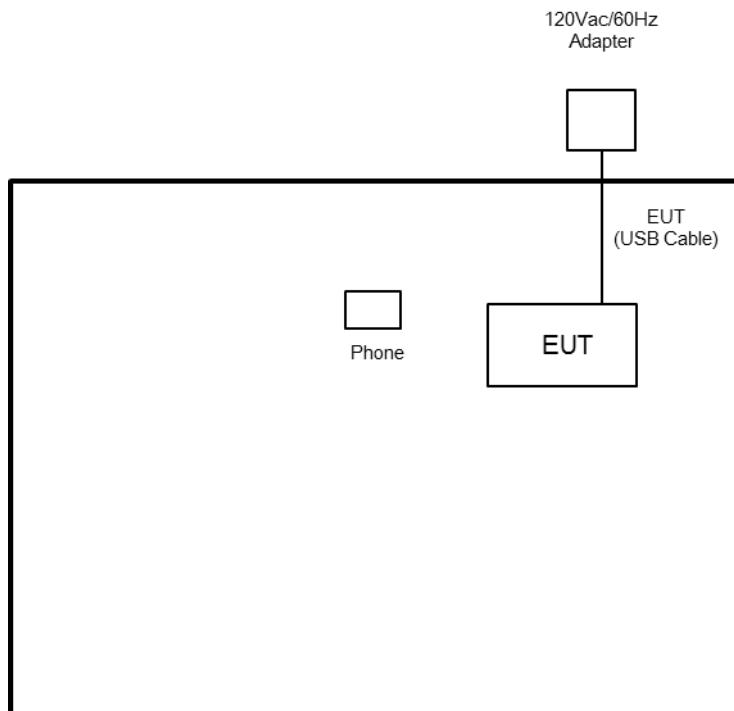 120Vac/60Hz
Adapter
EUT
(USB Cable)
EUT
Phone